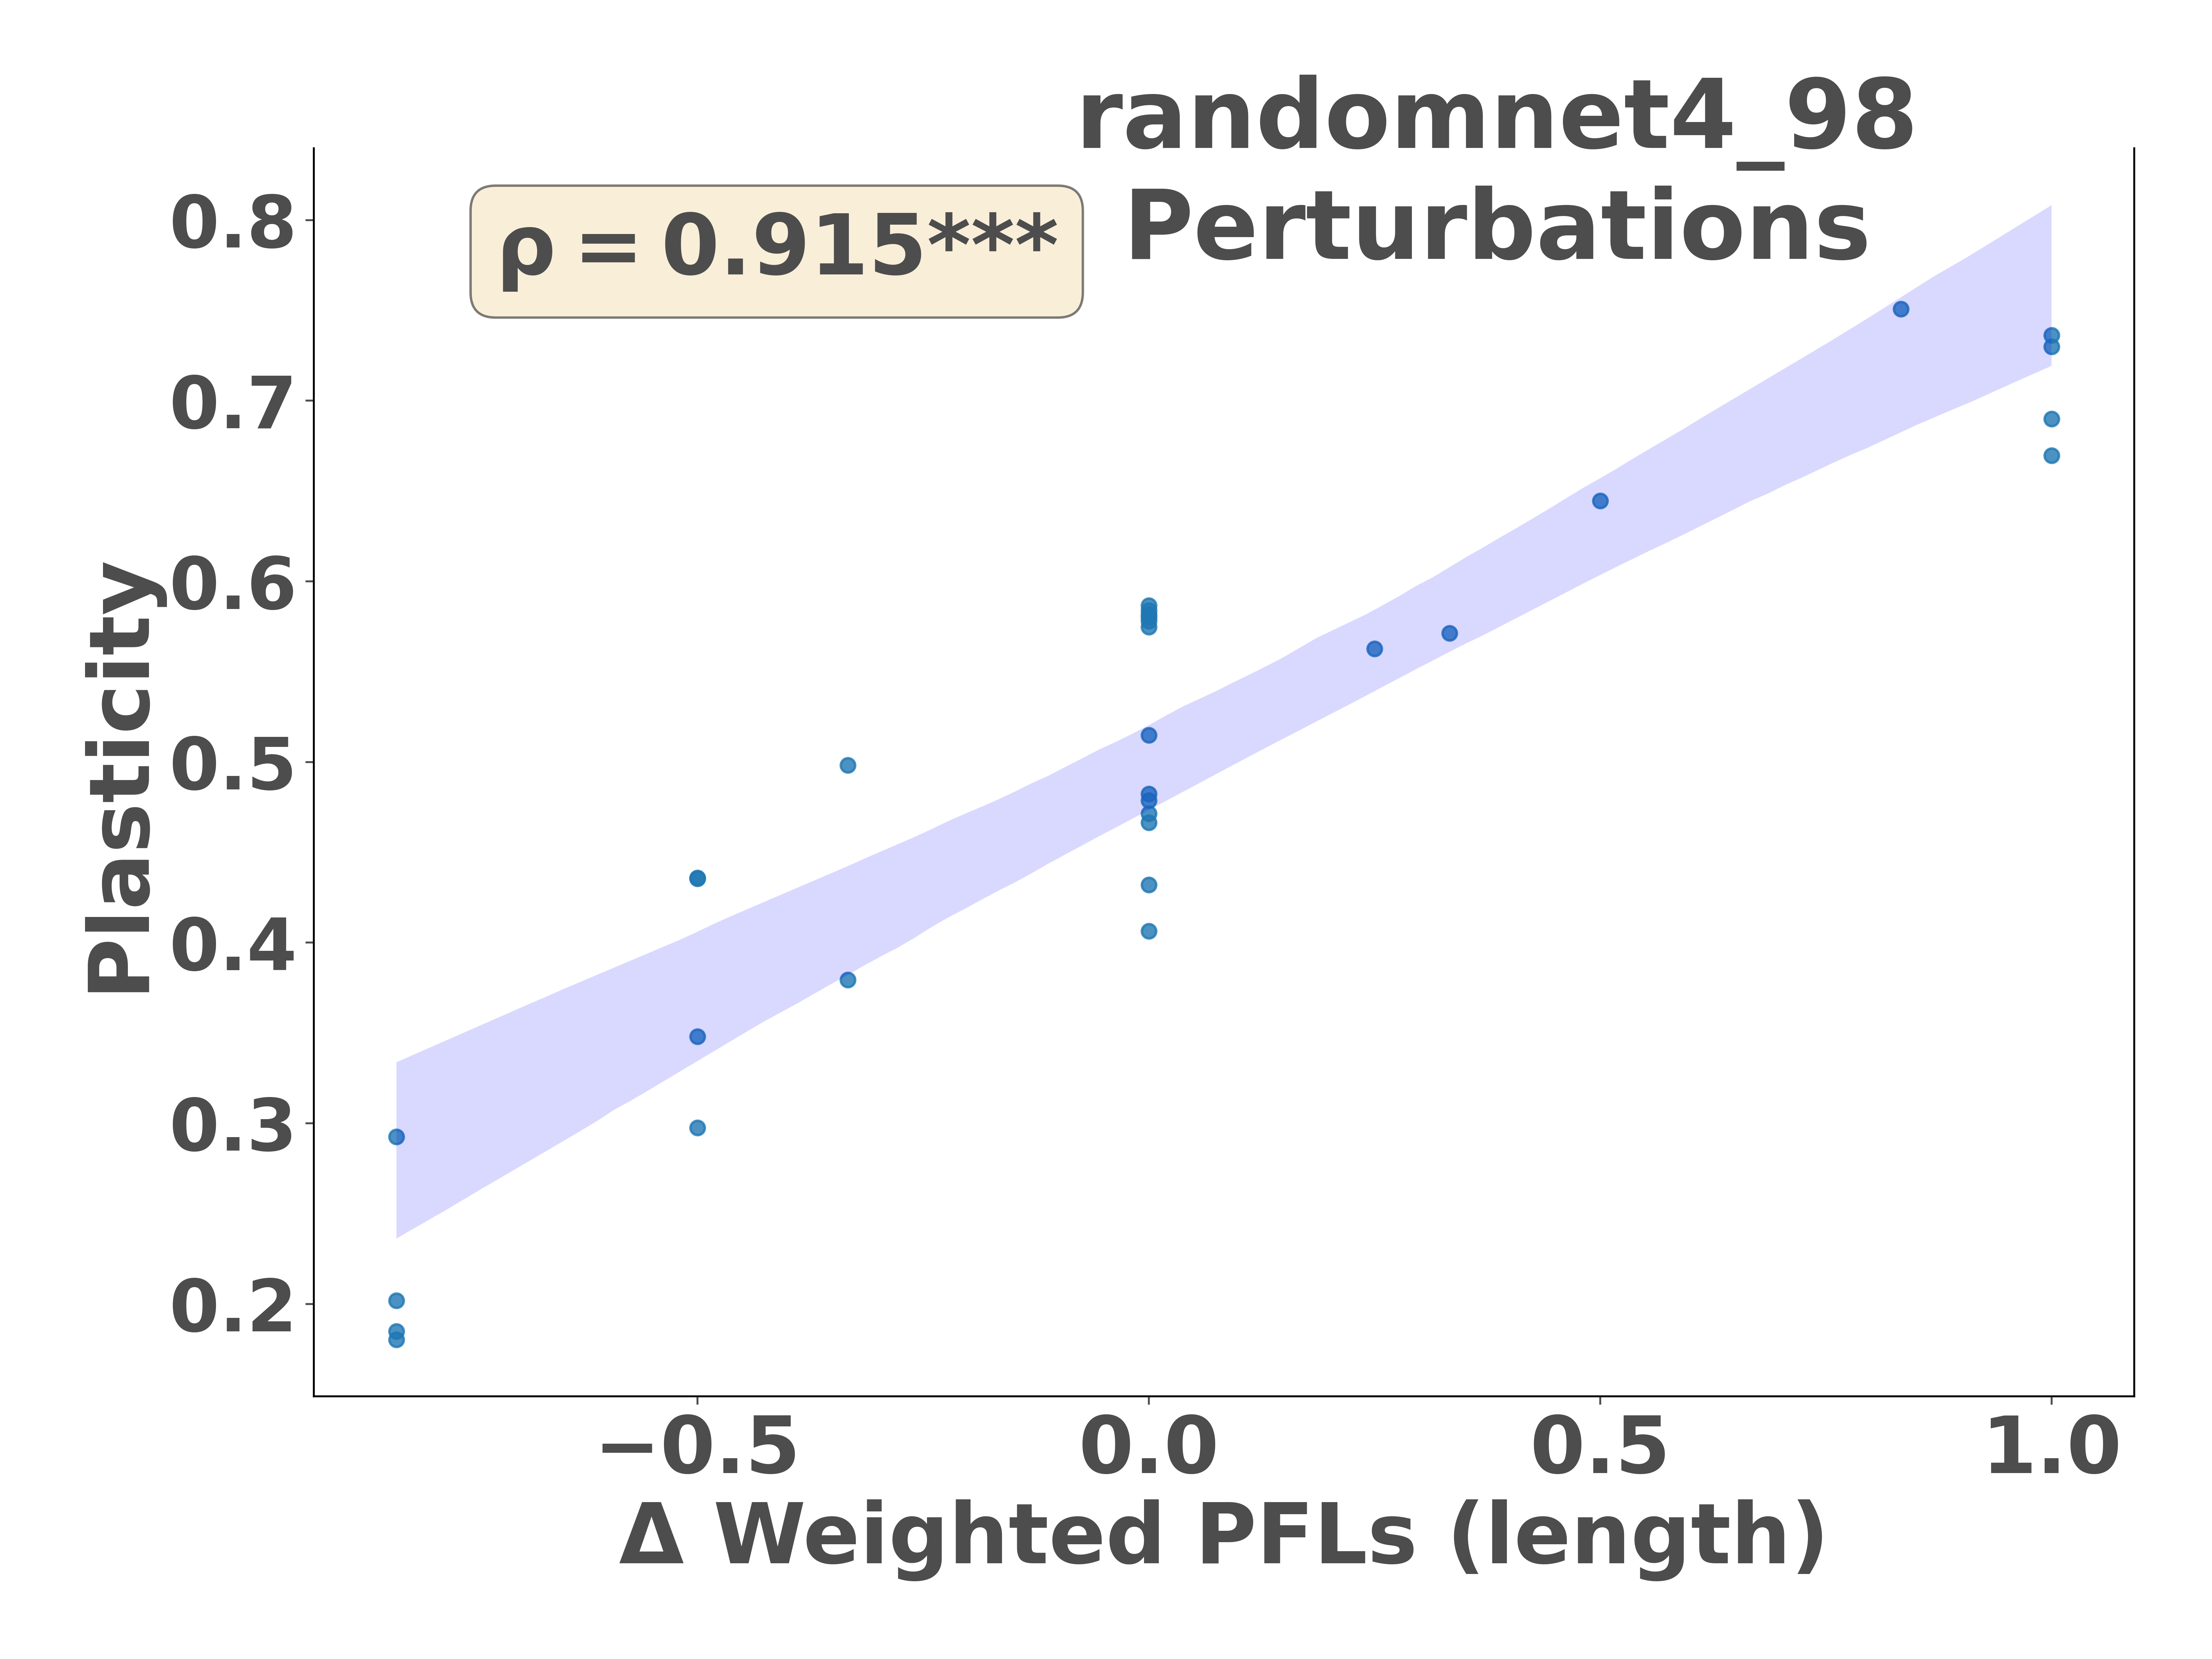 randomnet4_98
Perturbations
ρ = 0.915***
Plasticity
0.8
0.7
0.6
0.5
0.4
0.3
0.2
−0.5
0.0
0.5
1.0
Δ Weighted PFLs (length)